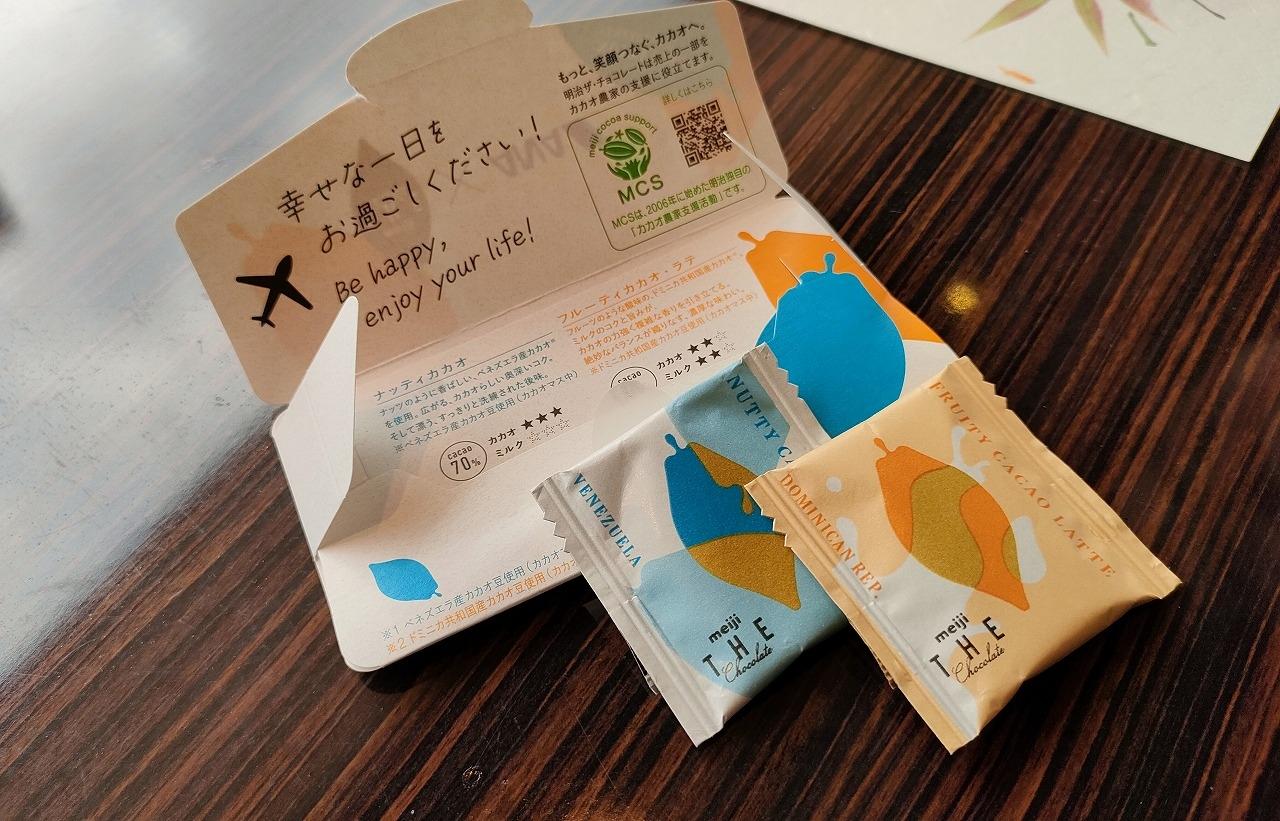 もっと、笑顔つなぐ、カカオへ。
明治ザ・チョコレートは売上の一部を
カカオ農家の支援に役立てます。
詳しくはこちら
meiji cocoa support
MCS
MCSは、2006年に始めた明治独自の
「カカオ農家支援活動」です。
幸せな一日を
お過ごしください!
Be happy,
enjoy your life!
ナッティカカオ
ナッツのように香ばしい、ベネズエラ産カカオ※
を使用。広がる、カカオらしい奥深いコク。
そして漂う、すっきりと洗練された後味。
※ベネズエラ産カカオ豆使用(カカオマス中)
cacao
70%
カカオ ★★★
ミルク ☆☆☆
フルーティカカオ・ラテ
フルーツのような酸味の、ドミニカ共和国産カカオ※。
ミルクのコクと旨みが、
カカオの力強く複雑な香りを引き立てる。
絶妙なバランスが織りなす、濃厚な味わい。
※ドミニカ共和国産カカオ豆使用(カカオマス中)
cacao
カカオ ★★☆
ミルク ★★☆
※1 ベネズエラ産カカオ豆使用(カカオ
※2 ドミニカ共和国産カカオ豆使用(カカ
NUTTY CA
VENEZUELA
meiji
THE
Chocolate
FRUITY CACAO LATTE
DOMINICAN REP.
meiji
THE
Chocolate